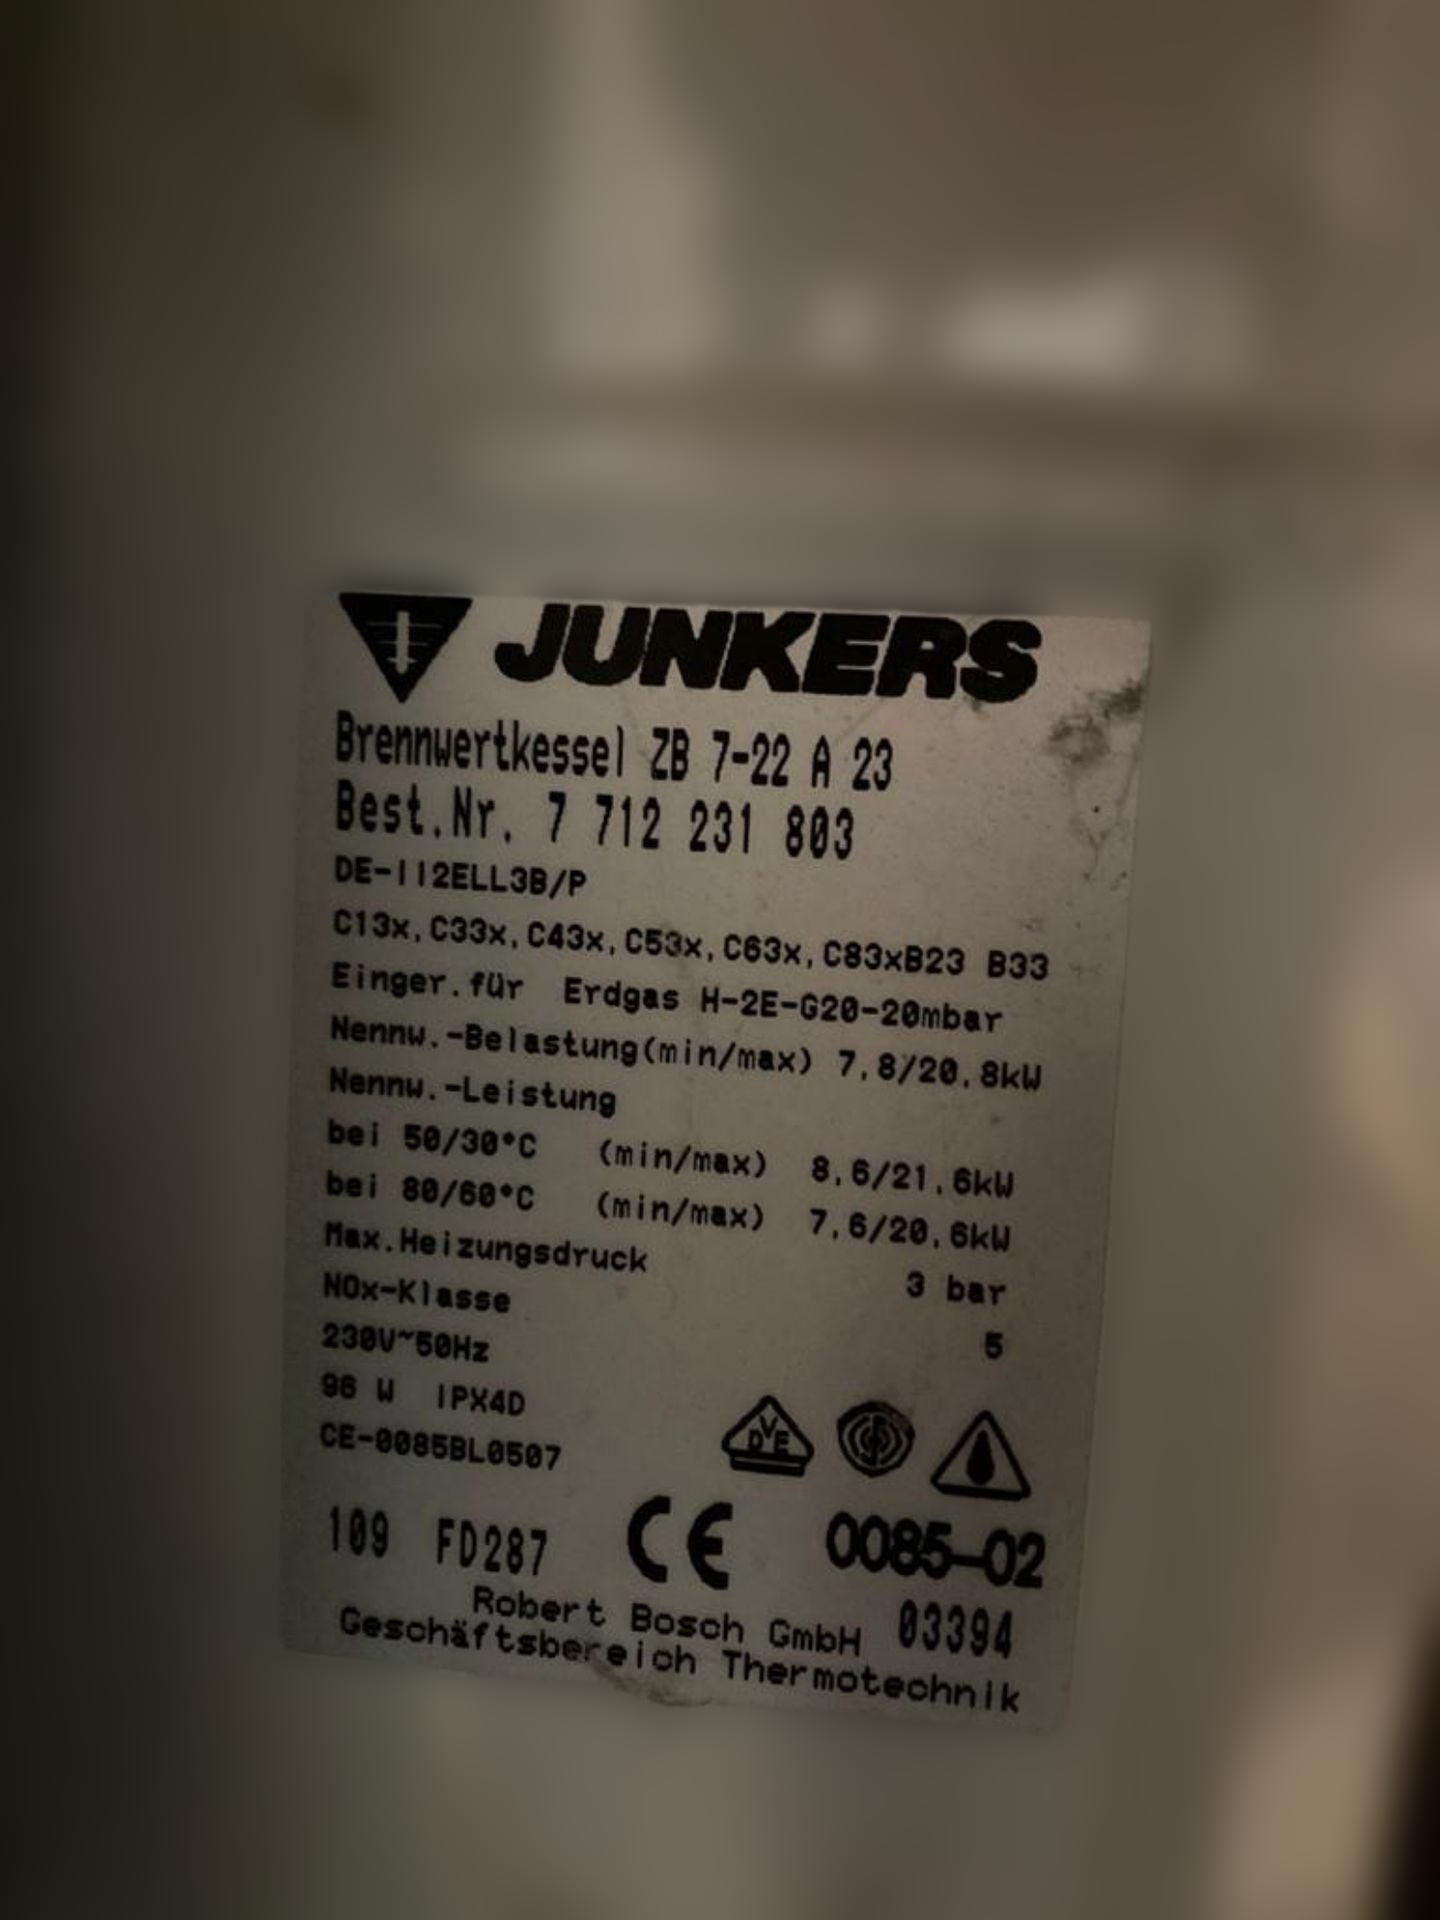 JUNKERS
Brennwertkessel ZB 7-22 A 23
Best.Nr. 7 712 231 803
DE-II2ELL3B/P
C13x,C33x,C43x,C53x,C63x,C83xB23 B33
Einger.für Erdgas H-2E-G20-20mbar
Nennw.-Belastung(min/max) 7,8/20,8kW
Nennw.-Leistung
bei 50/30°C (min/max) 8,6/21,6kW
bei 80/60°C (min/max) 7,6/20,6kW
Max.Heizungsdruck 3 bar
NOx-Klasse 5
230V~50Hz
96 W IPX4D
CE-0085BL0507
DVE
109 FD287 CE 0085-02
Robert Bosch GmbH 03394
Geschäftsbereich Thermotechnik